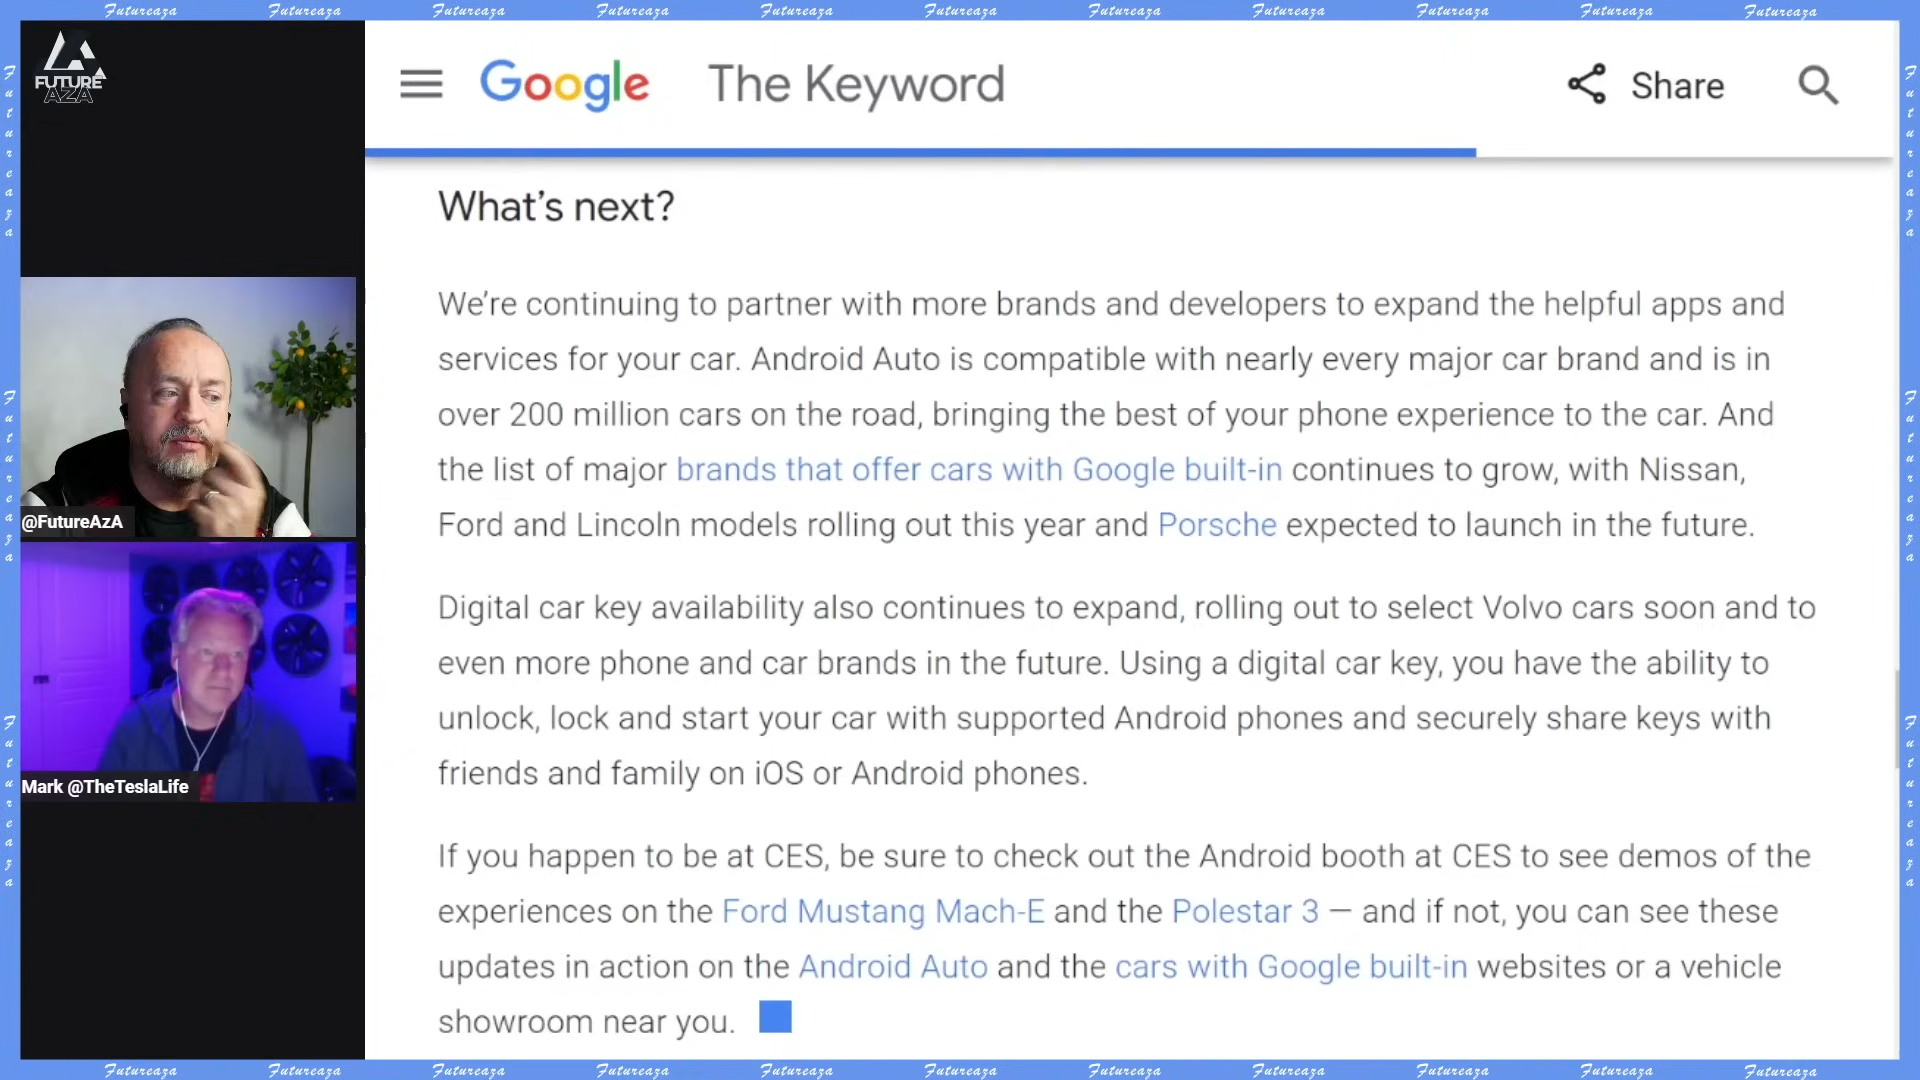 Futureaza Futureaza Futureaza Futureaza Futureaza Futureaza Futureaza Futureaza Futureaza Futureaza Futureaza
FUTURE
AZA
Google The Keyword
Share
What's next?
We're continuing to partner with more brands and developers to expand the helpful apps and
services for your car. Android Auto is compatible with nearly every major car brand and is in
over 200 million cars on the road, bringing the best of your phone experience to the car. And
the list of major brands that offer cars with Google built-in continues to grow, with Nissan,
Ford and Lincoln models rolling out this year and Porsche expected to launch in the future.
Digital car key availability also continues to expand, rolling out to select Volvo cars soon and to
even more phone and car brands in the future. Using a digital car key, you have the ability to
unlock, lock and start your car with supported Android phones and securely share keys with
friends and family on iOS or Android phones.
If you happen to be at CES, be sure to check out the Android booth at CES to see demos of the
experiences on the Ford Mustang Mach-E and the Polestar 3 — and if not, you can see these
updates in action on the Android Auto and the cars with Google built-in websites or a vehicle
showroom near you.
@FutureAzA
Mark @TheTeslaLife
Futureaza
Futureaza
Futureaza
Futureaza
Futureaza
Futureaza
Futureaza Futureaza Futureaza Futureaza Futureaza Futureaza Futureaza Futureaza Futureaza Futureaza Futureaza